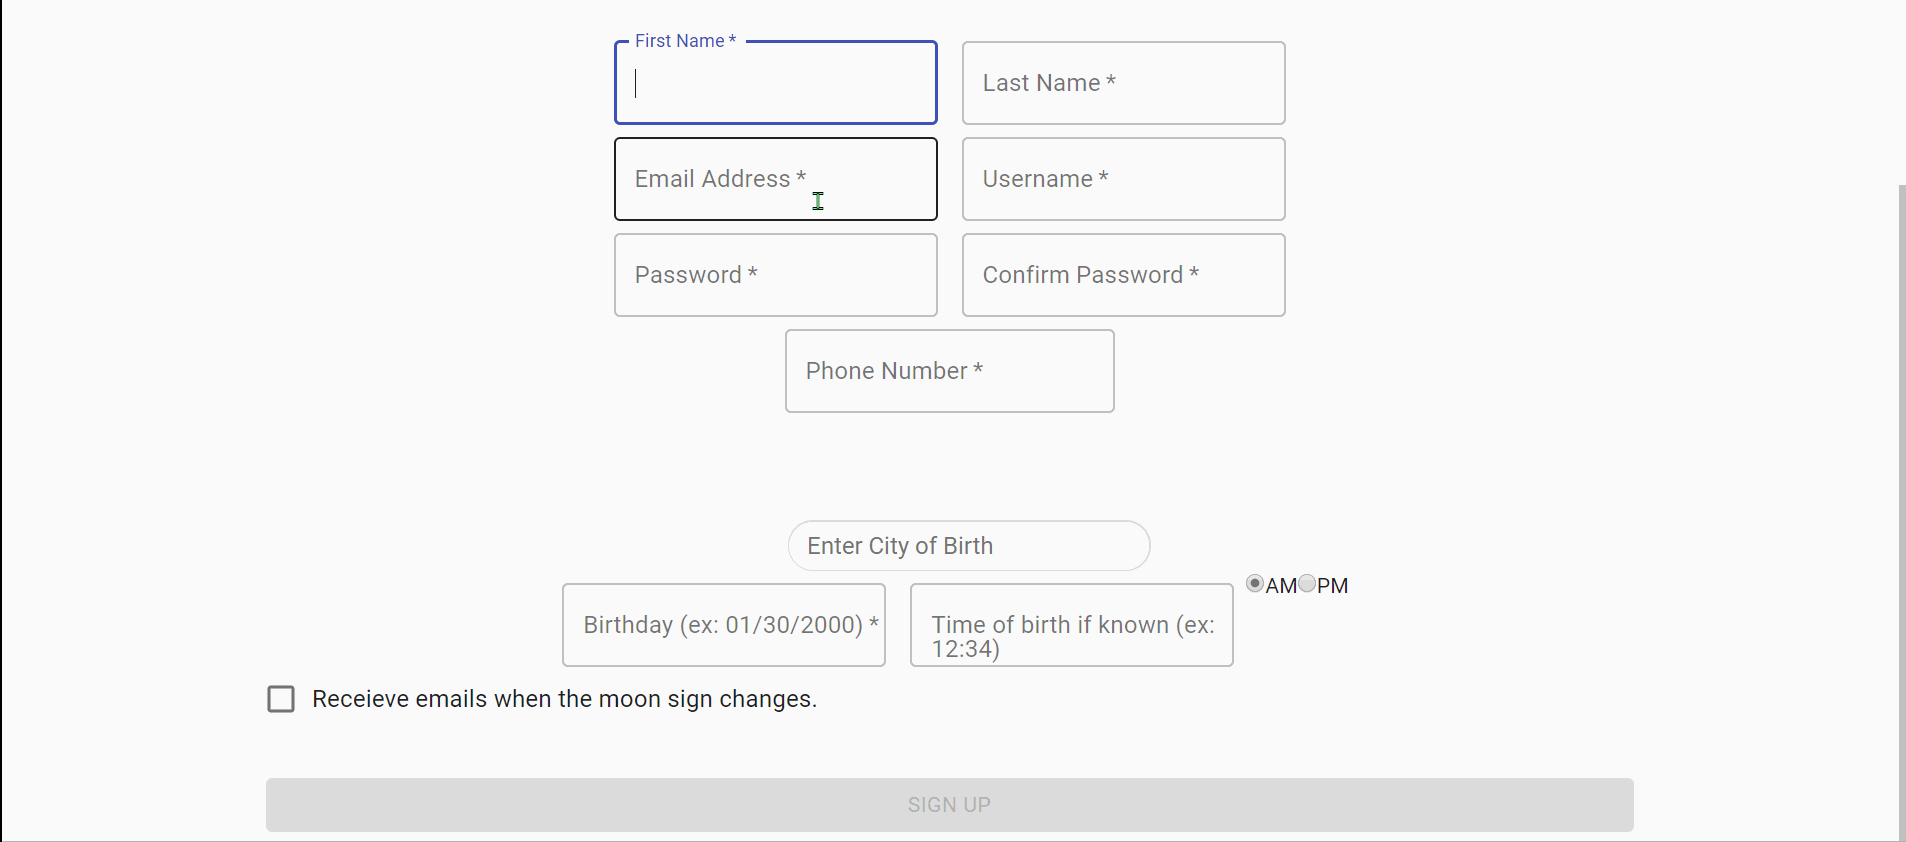 First Name *
Last Name *
Email Address *
Username *
Password *
Confirm Password *
Phone Number *
Enter City of Birth
AM PM
Birthday (ex: 01/30/2000) *
Time of birth if known (ex:
12:34)
Receieve emails when the moon sign changes.
SIGN UP